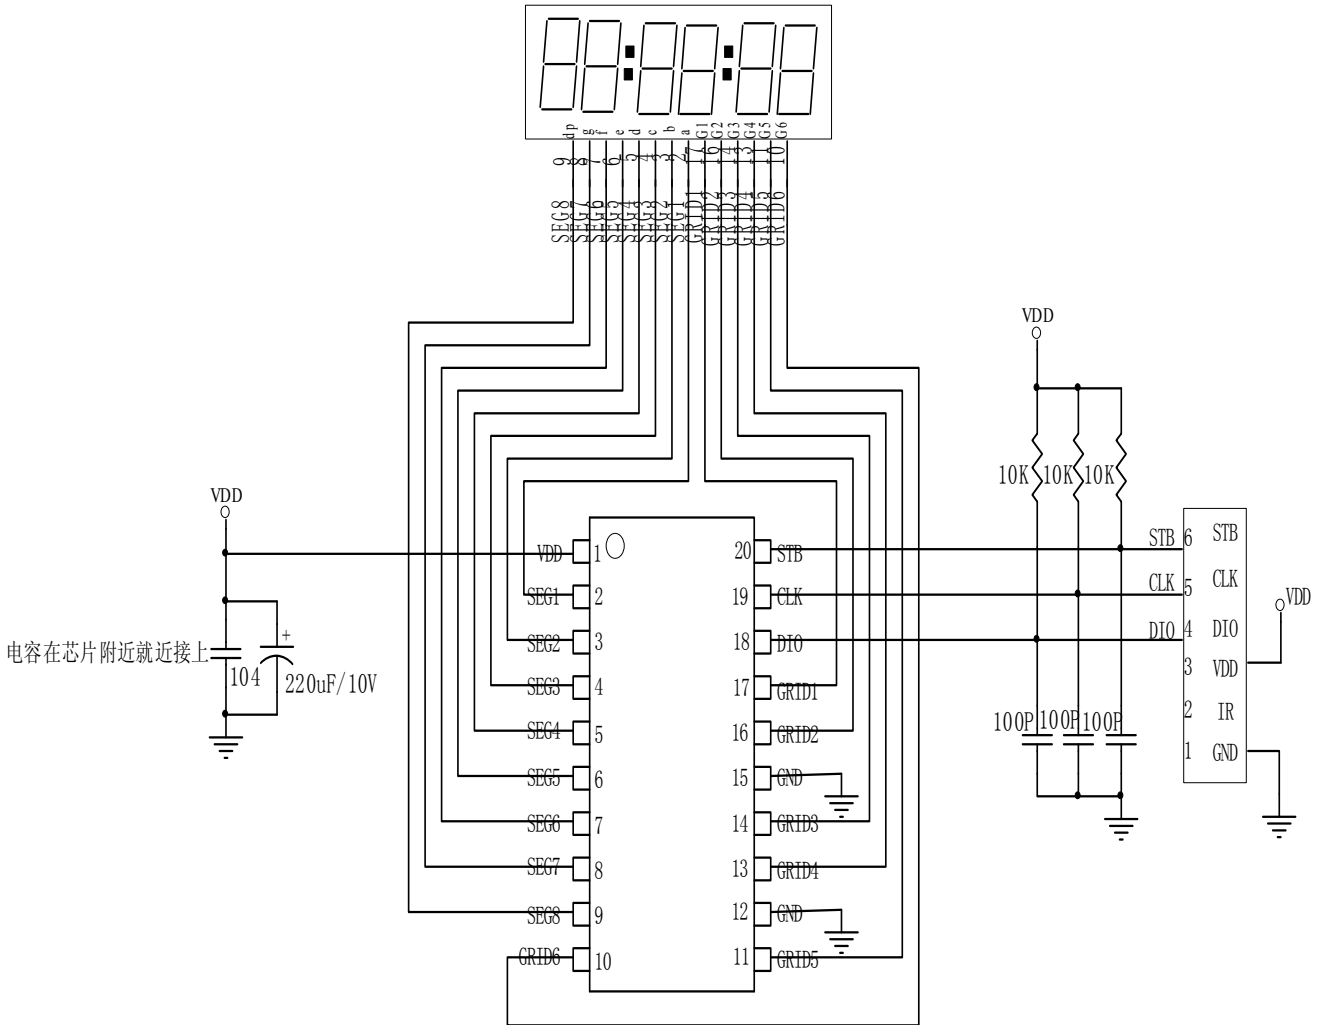 dp g f e d c b a G1 G2 G3 G4 G5 G6
9 8 7 6 5 4 3 2 17 16 14 13 11 10
SEG8 SEG7 SEG6 SEG5 SEG4 SEG3 SEG2 SEG1 GRID1 GRID2 GRID3 GRID4 GRID5 GRID6
VDD
10K 10K 10K
VDD
VDD 1 20 STB
STB 6 STB
SEG1 2 19 CLK
CLK 5 CLK
VDD
SEG2 3 18 DIO
DIO 4 DIO
电容在芯片附近就近接上
+
104
220uF/10V
3 VDD
SEG3 4 17 GRID1
2 IR
100P 100P 100P
SEG4 5 16 GRID2
1 GND
SEG5 6 15 GND
SEG6 7 14 GRID3
SEG7 8 13 GRID4
SEG8 9 12 GND
GRID6 10 11 GRID5